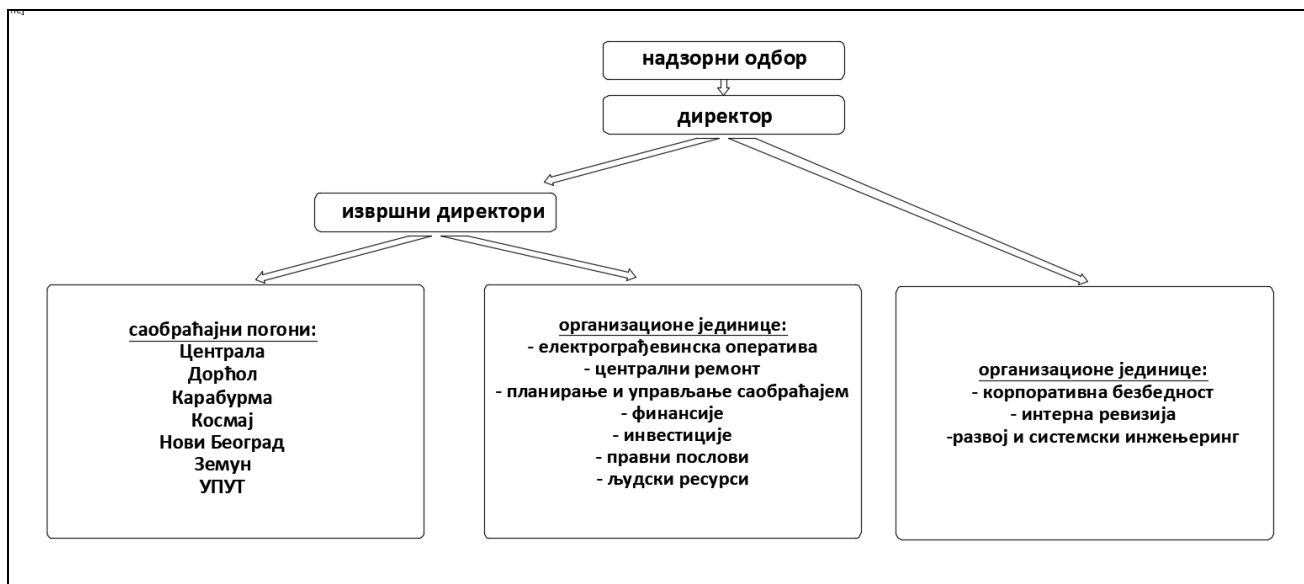 надзорни одбор
директор
извршни директори
саобраћајни погони:
Централа
Дорћол
Карабурма
Космај
Нови Београд
Земун
УПУТ
организационе јединице:
- електрограђевинска оператива
- централни ремонт
- планирање и управљање саобраћајем
- финансије
- инвестиције
- правни послови
- људски ресурси
организационе јединице:
- корпоративна безбедност
- интерна ревизија
-развој и системски инжењеринг